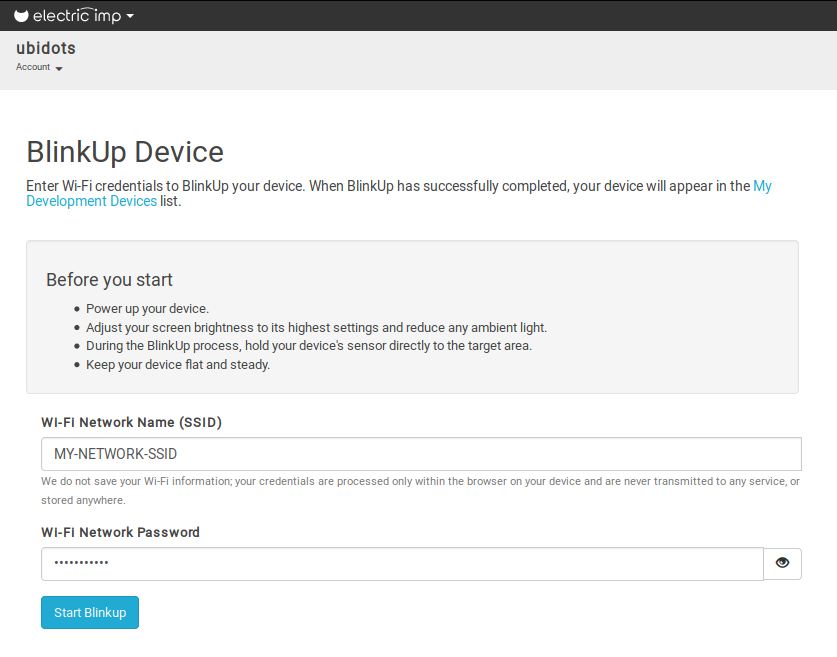 electric imp
ubidots
Account
BlinkUp Device
Enter Wi-Fi credentials to BlinkUp your device. When BlinkUp has successfully completed, your device will appear in the My
Development Devices list.
Before you start
• Power up your device.
• Adjust your screen brightness to its highest settings and reduce any ambient light.
• During the BlinkUp process, hold your device's sensor directly to the target area.
• Keep your device flat and steady.
Wi-Fi Network Name (SSID)
MY-NETWORK-SSID
We do not save your Wi-Fi information; your credentials are processed only within the browser on your device and are never transmitted to any service, or
stored anywhere.
Wi-Fi Network Password
•••••••••••
Start Blinkup